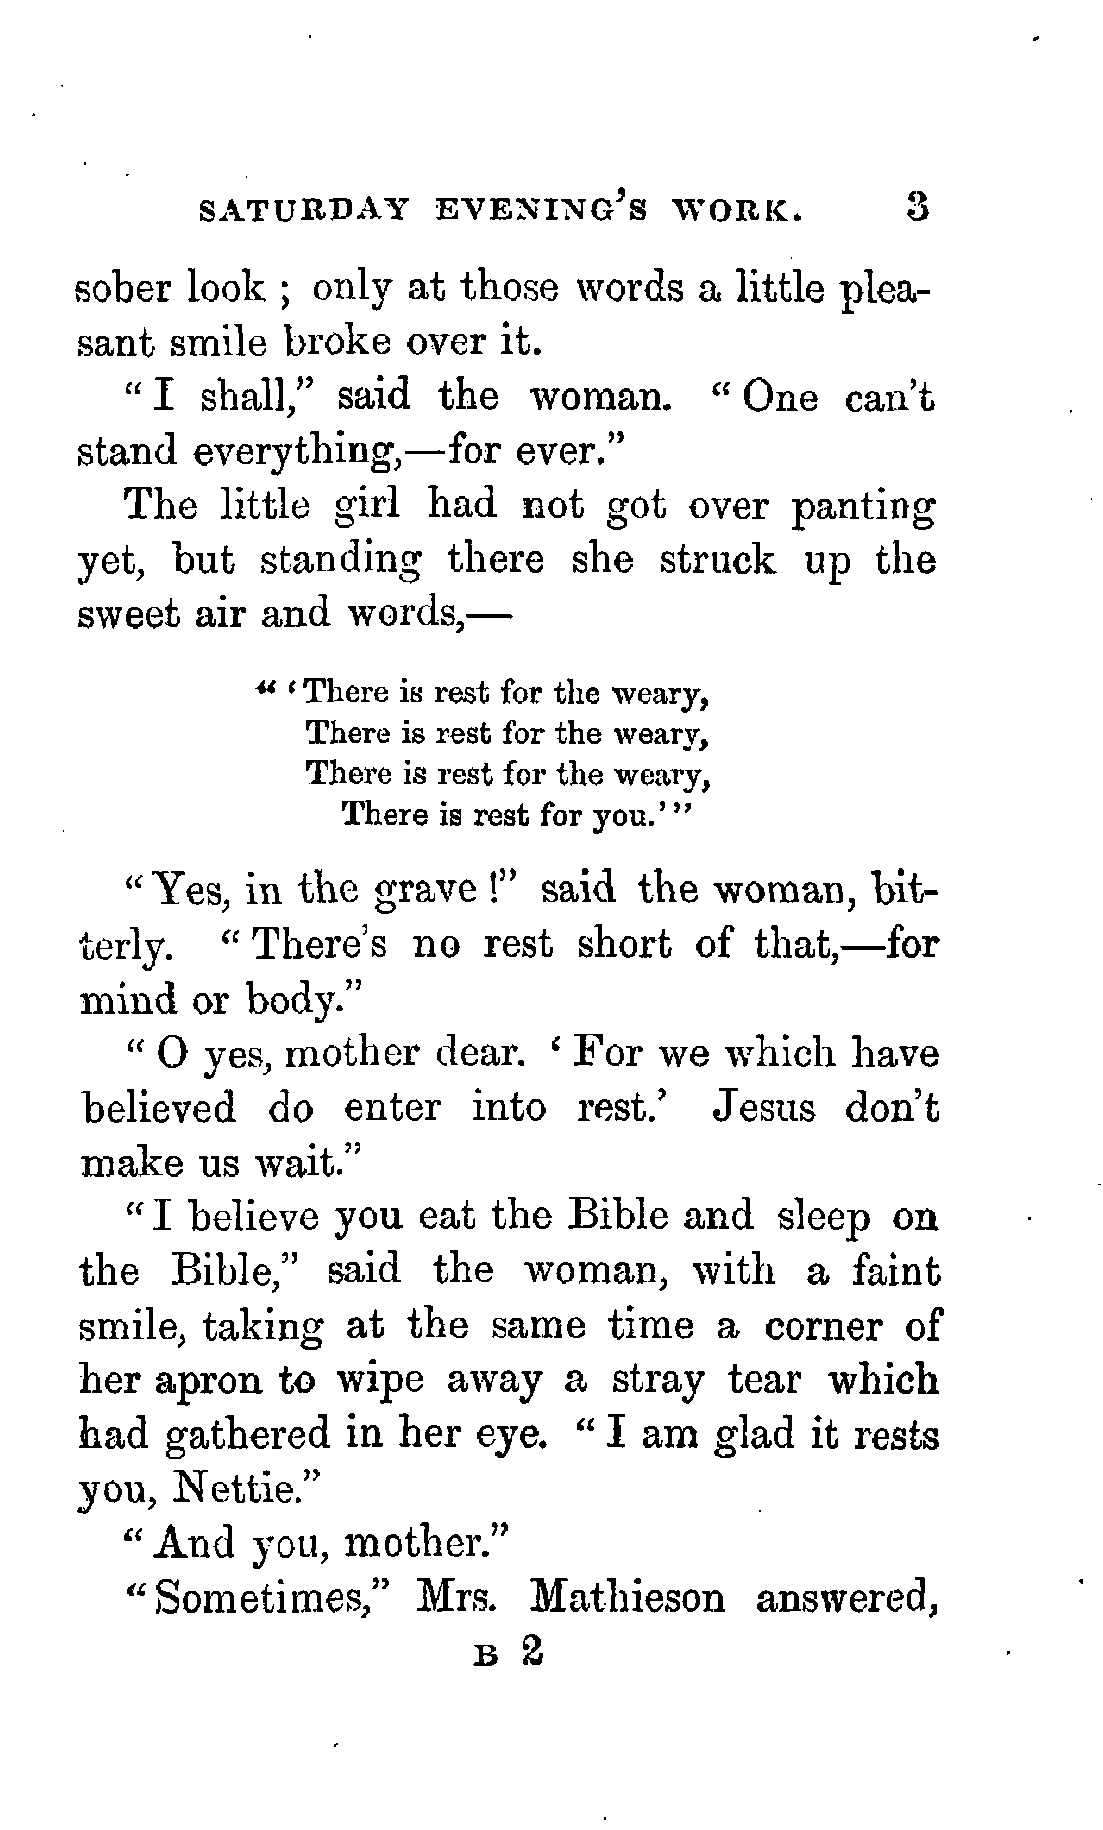 SATURDAY EVENING'S WORK. 3
sober look ; only at those words a little plea-
sant smile broke over it.
" I shall," said the woman. " One can't
stand everything,—for ever."
The little girl had not got over panting
yet, but standing there she struck up the
sweet air and words,—
" ' There is rest for the weary,
There is rest for the weary,
There is rest for the weary,
There is rest for you.' "
" Yes, in the grave !" said the woman, bit-
terly. " There's no rest short of that,—for
mind or body."
" O yes, mother dear. ' For we which have
believed do enter into rest.' Jesus don't
make us wait."
" I believe you eat the Bible and sleep on
the Bible," said the woman, with a faint
smile, taking at the same time a corner of
her apron to wipe away a stray tear which
had gathered in her eye. " I am glad it rests
you, Nettie."
" And you, mother."
" Sometimes," Mrs. Mathieson answered,
B 2